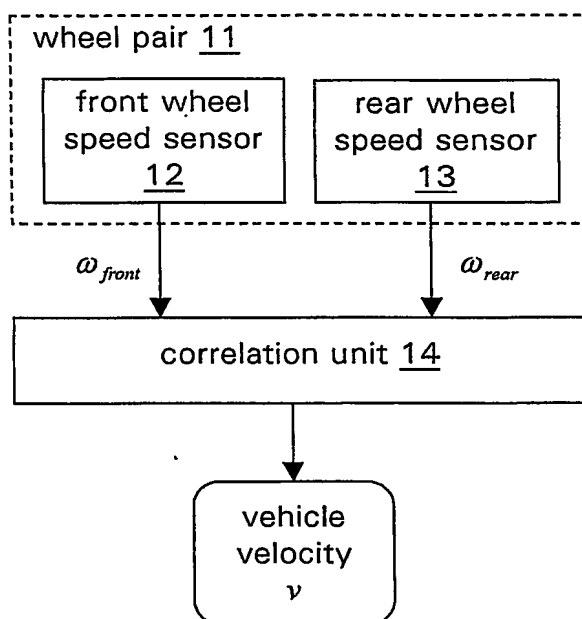 wheel pair 11
front wheel
speed sensor
12
rear wheel
speed sensor
13
ω_front
ω_rear
correlation unit 14
vehicle
velocity
v